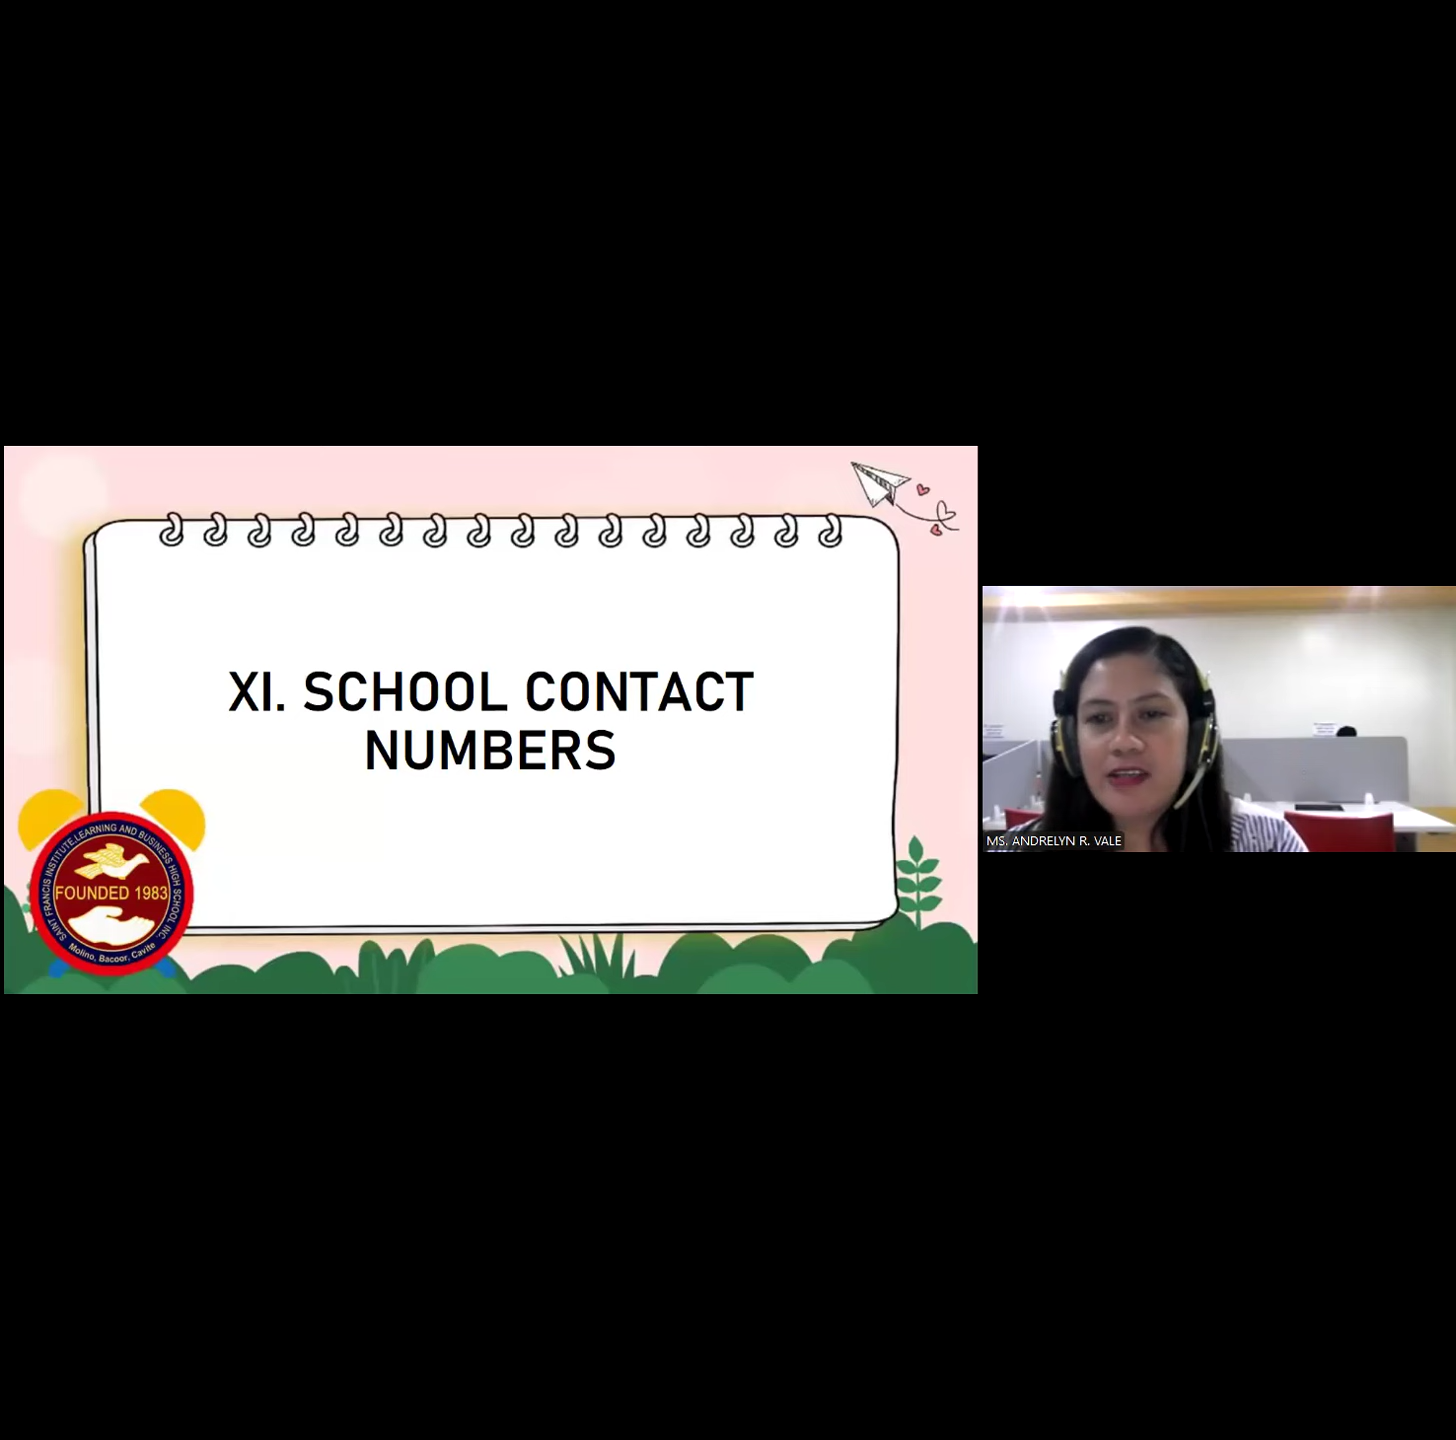 XI. SCHOOL CONTACT
NUMBERS
SAINT FRANCIS INSTITUTE,LEARNING AND BUSINESS HIGH SCHOOL INC.
FOUNDED 1983
Molino, Bacoor, Cavite
MS. ANDRELYN R. VALE